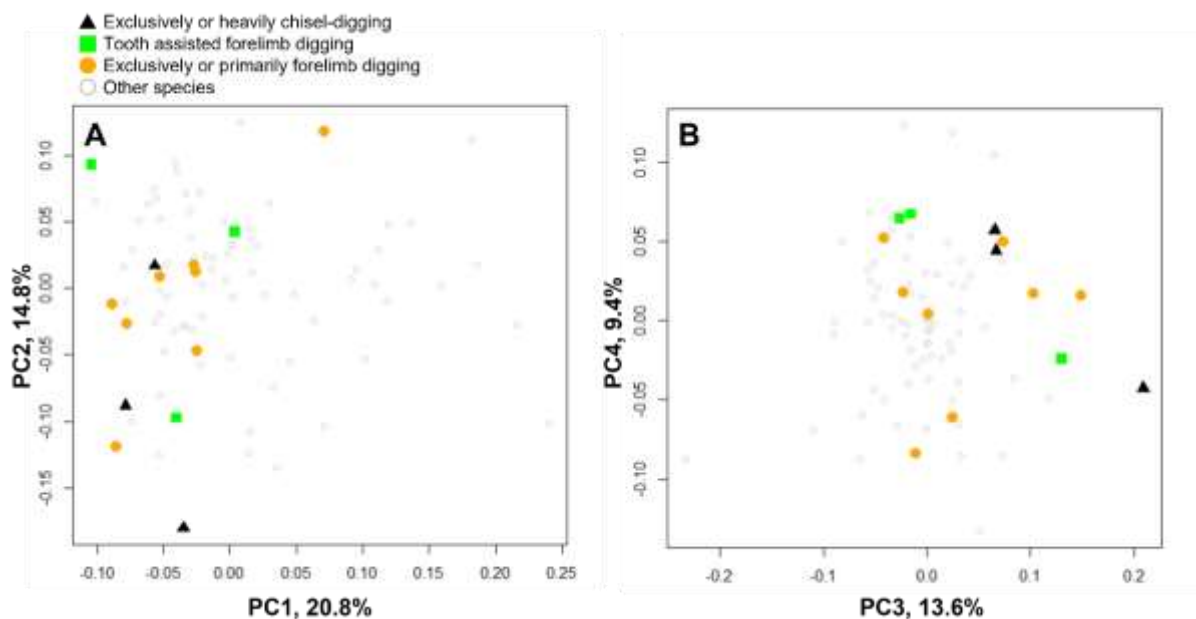 Exclusively or heavily chisel-digging
Tooth assisted forelimb digging
Exclusively or primarily forelimb digging
Other species
A
0.10
0.05
0.00
-0.05
-0.10
-0.15
PC2, 14.8%
-0.10 -0.05 0.00 0.05 0.10 0.15 0.20 0.25
PC1, 20.8%
B
0.10
0.05
0.00
-0.05
-0.10
PC4, 9.4%
-0.2 -0.1 0.0 0.1 0.2
PC3, 13.6%